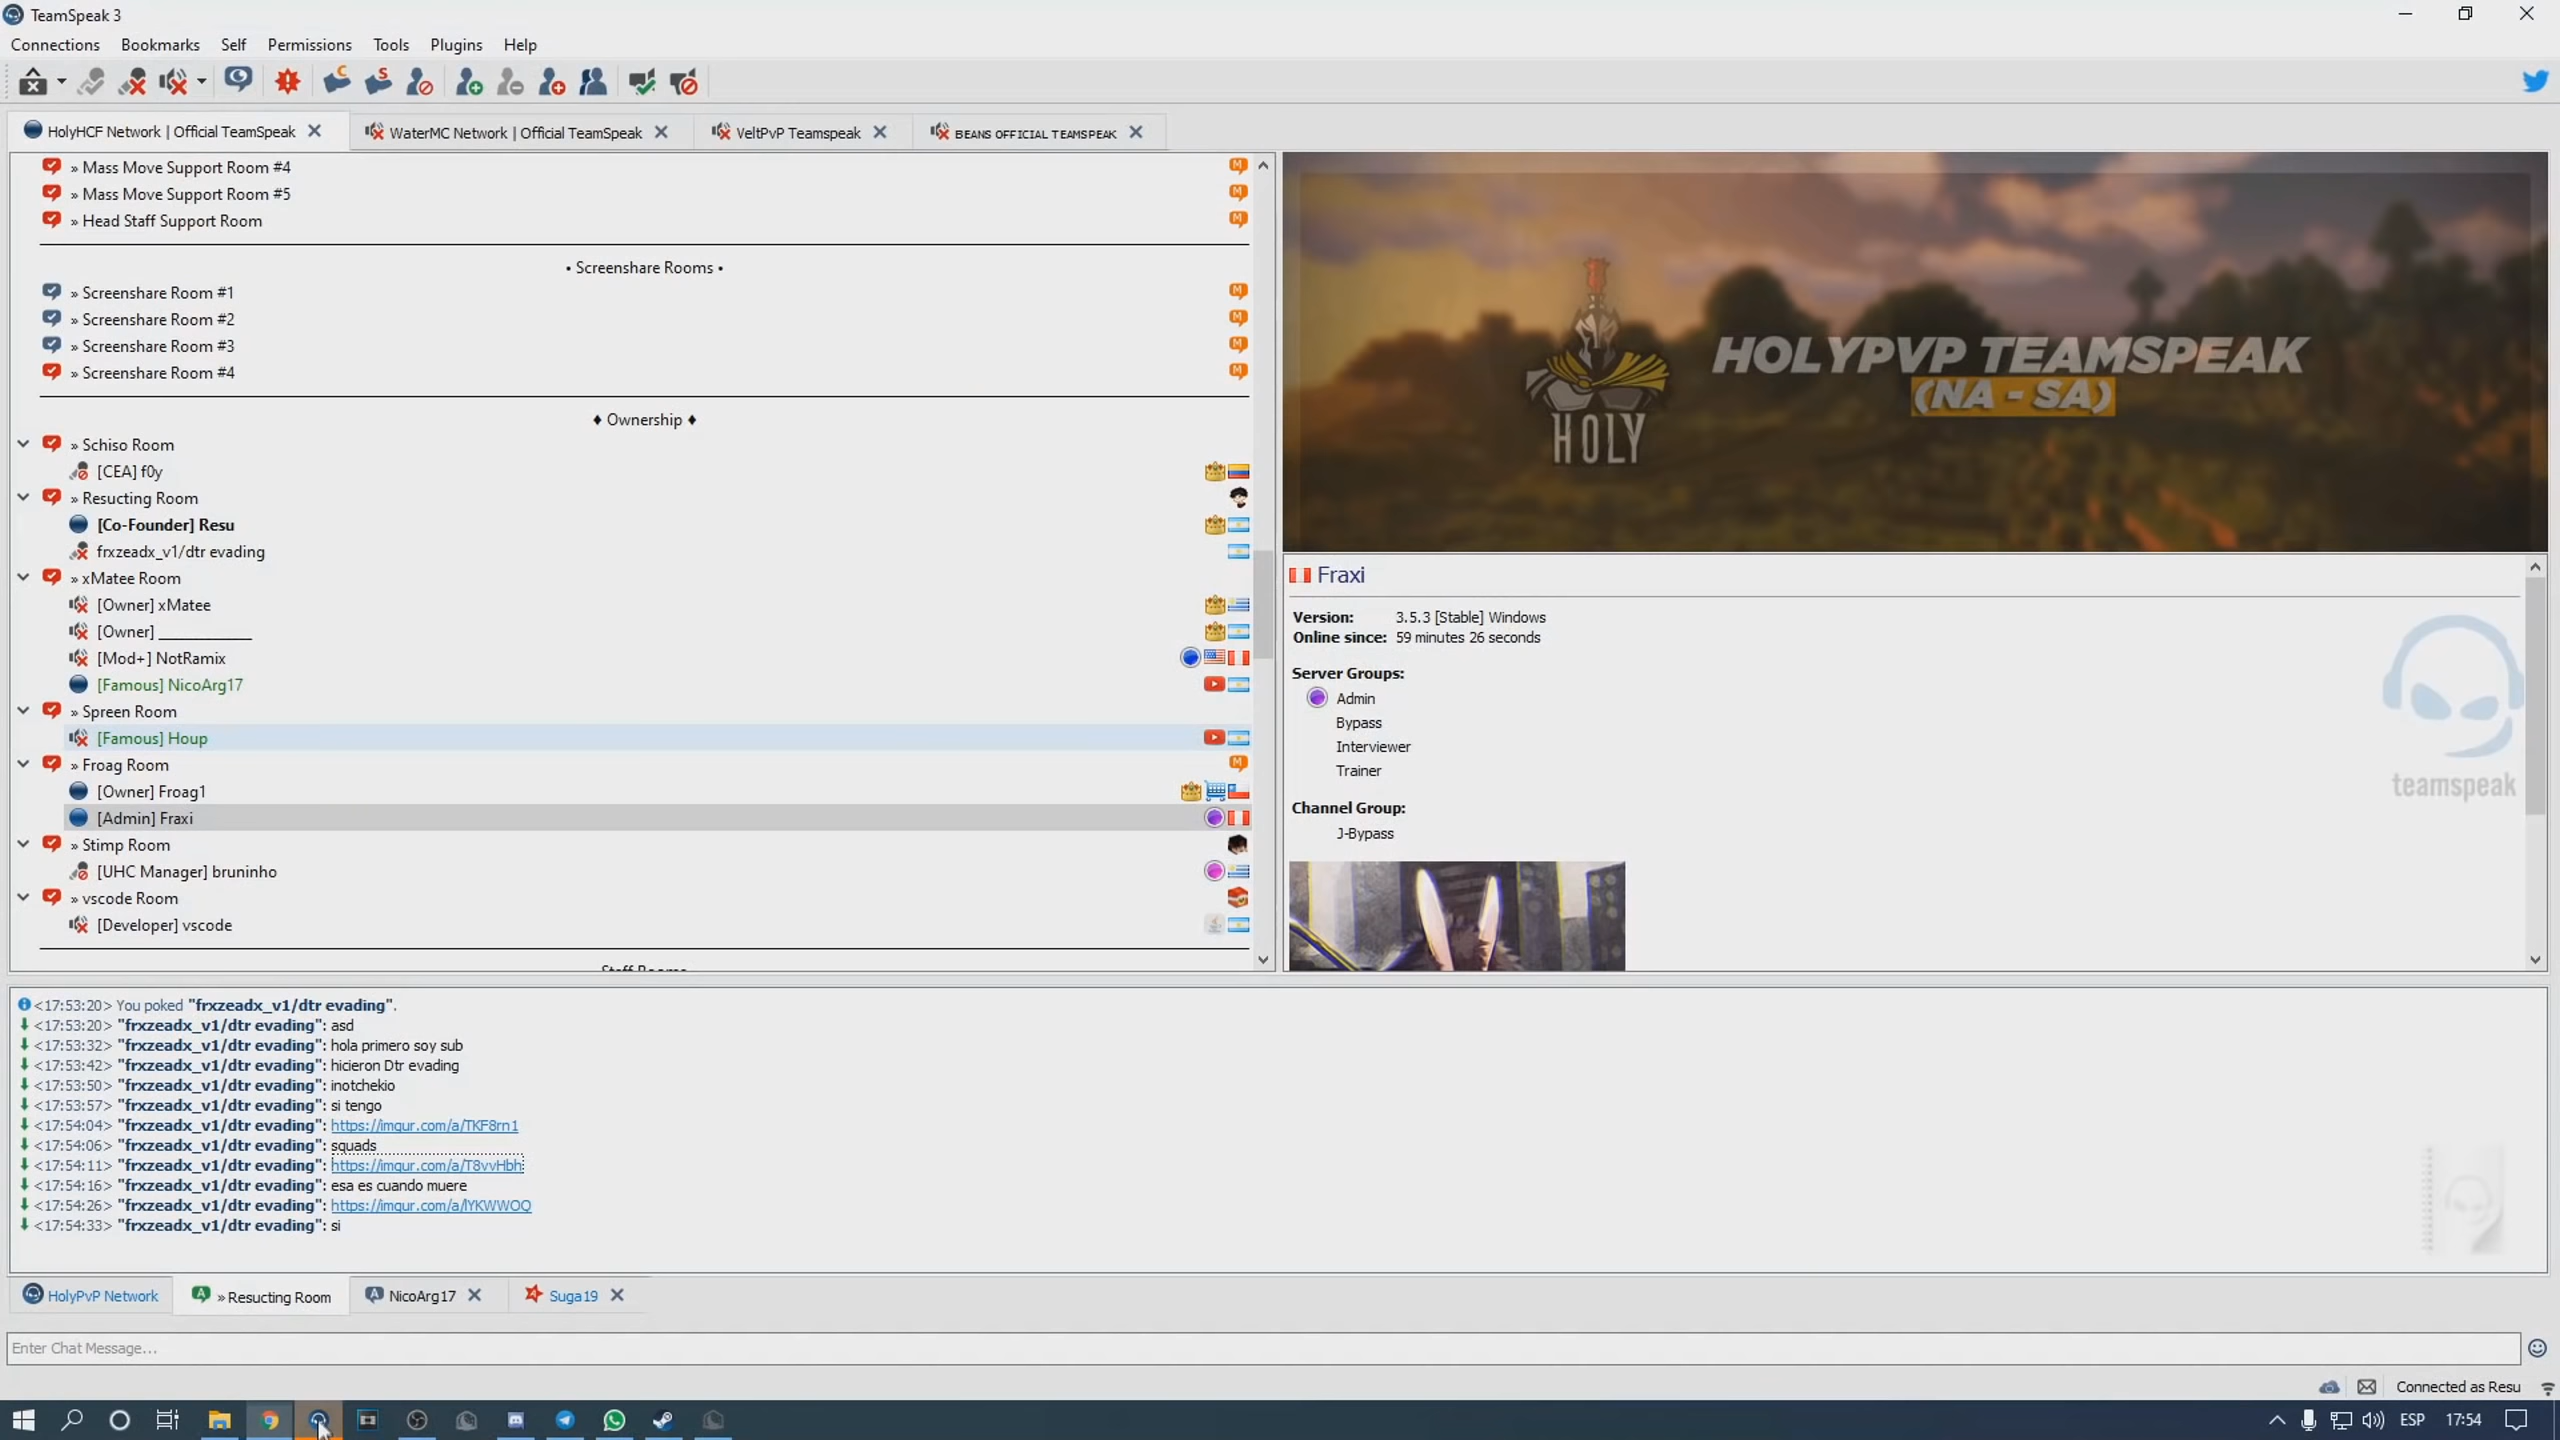 TeamSpeak 3
Connections Bookmarks Self Permissions Tools Plugins Help
HolyHCF Network | Official TeamSpeak
WaterMC Network | Official TeamSpeak
VeltPvP Teamspeak
BEANS OFFICIAL TEAMSPEAK
» Mass Move Support Room #4
» Mass Move Support Room #5
» Head Staff Support Room
• Screenshare Rooms •
» Screenshare Room #1
» Screenshare Room #2
» Screenshare Room #3
» Screenshare Room #4
♦ Ownership ♦
» Schiso Room
[CEA] f0y
» Resucting Room
[Co-Founder] Resu
frxzeadx_v1/dtr evading
» xMatee Room
[Owner] xMatee
[Owner] ____________
[Mod+] NotRamix
[Famous] NicoArg17
» Spreen Room
[Famous] Houp
» Froag Room
[Owner] Froag1
[Admin] Fraxi
» Stimp Room
[UHC Manager] bruninho
» vscode Room
[Developer] vscode
Staff Rooms
HOLY
HOLYPVP TEAMSPEAK
(NA - SA)
Fraxi
Version: 3.5.3 [Stable] Windows
Online since: 59 minutes 26 seconds
Server Groups:
Admin
Bypass
Interviewer
Trainer
Channel Group:
J-Bypass
teamspeak
<17:53:20> You poked "frxzeadx_v1/dtr evading".
<17:53:20> "frxzeadx_v1/dtr evading": asd
<17:53:32> "frxzeadx_v1/dtr evading": hola primero soy sub
<17:53:42> "frxzeadx_v1/dtr evading": hicieron Dtr evading
<17:53:50> "frxzeadx_v1/dtr evading": inotchekio
<17:53:57> "frxzeadx_v1/dtr evading": si tengo
<17:54:04> "frxzeadx_v1/dtr evading": https://imgur.com/a/TKF8rn1
<17:54:06> "frxzeadx_v1/dtr evading": squads
<17:54:11> "frxzeadx_v1/dtr evading": https://imgur.com/a/T8vvHbh
<17:54:16> "frxzeadx_v1/dtr evading": esa es cuando muere
<17:54:26> "frxzeadx_v1/dtr evading": https://imgur.com/a/lYKWWOQ
<17:54:33> "frxzeadx_v1/dtr evading": si
HolyPvP Network
» Resucting Room
NicoArg17
Suga19
Enter Chat Message...
Connected as Resu
ESP
17:54